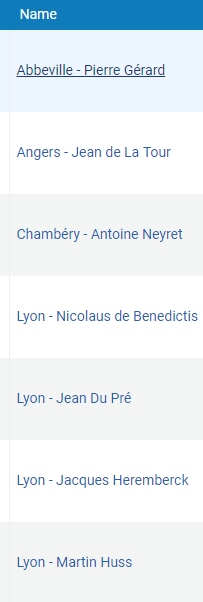 Name
Abbeville - Pierre Gérard
Angers - Jean de La Tour
Chambéry - Antoine Neyret
Lyon - Nicolaus de Benedictis
Lyon - Jean Du Pré
Lyon - Jacques Heremberck
Lyon - Martin Huss